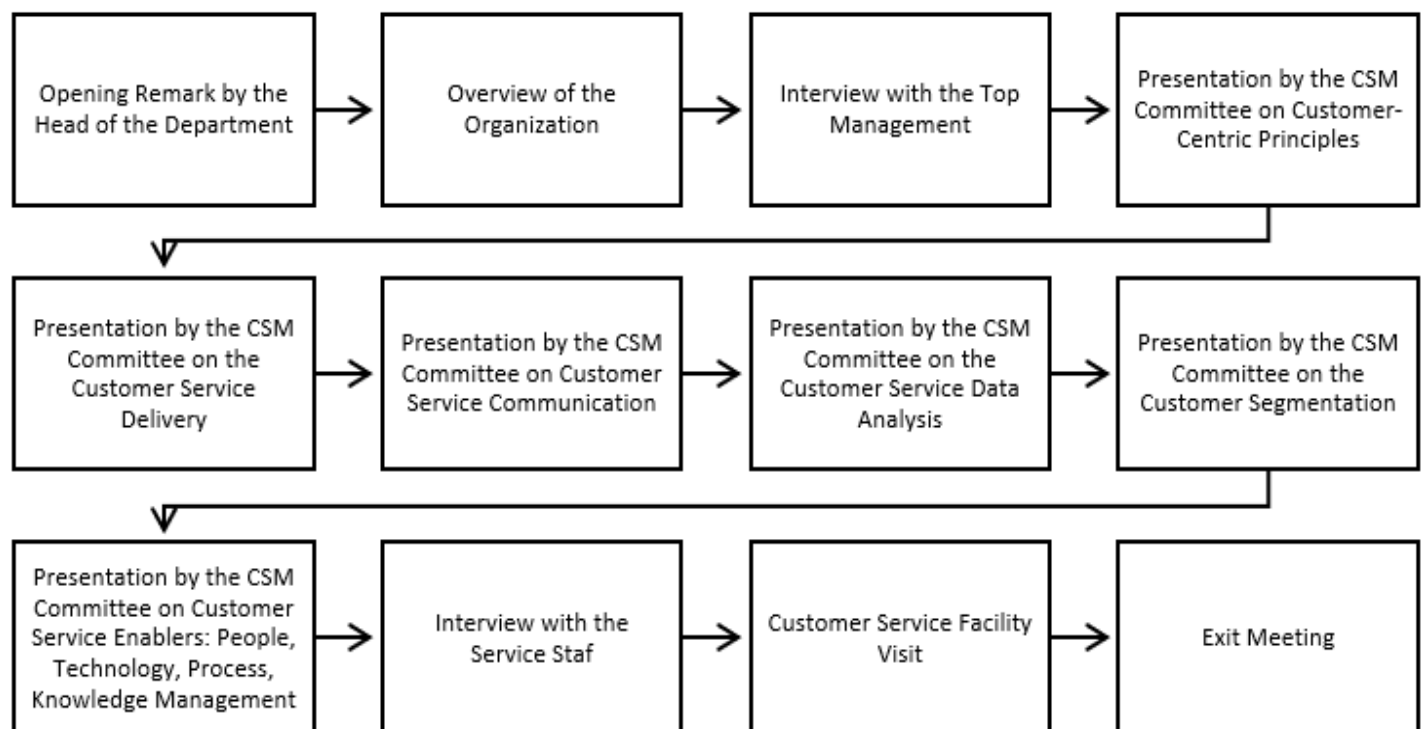 Opening Remark by the
Head of the Department
Overview of the
Organization
Interview with the Top
Management
Presentation by the CSM
Committee on Customer-
Centric Principles
Presentation by the CSM
Committee on the
Customer Service
Delivery
Presentation by the CSM
Committee on Customer
Service Communication
Presentation by the CSM
Committee on the
Customer Service Data
Analysis
Presentation by the CSM
Committee on the
Customer Segmentation
Presentation by the CSM
Committee on Customer
Service Enablers: People,
Technology, Process,
Knowledge Management
Interview with the
Service Staf
Customer Service Facility
Visit
Exit Meeting